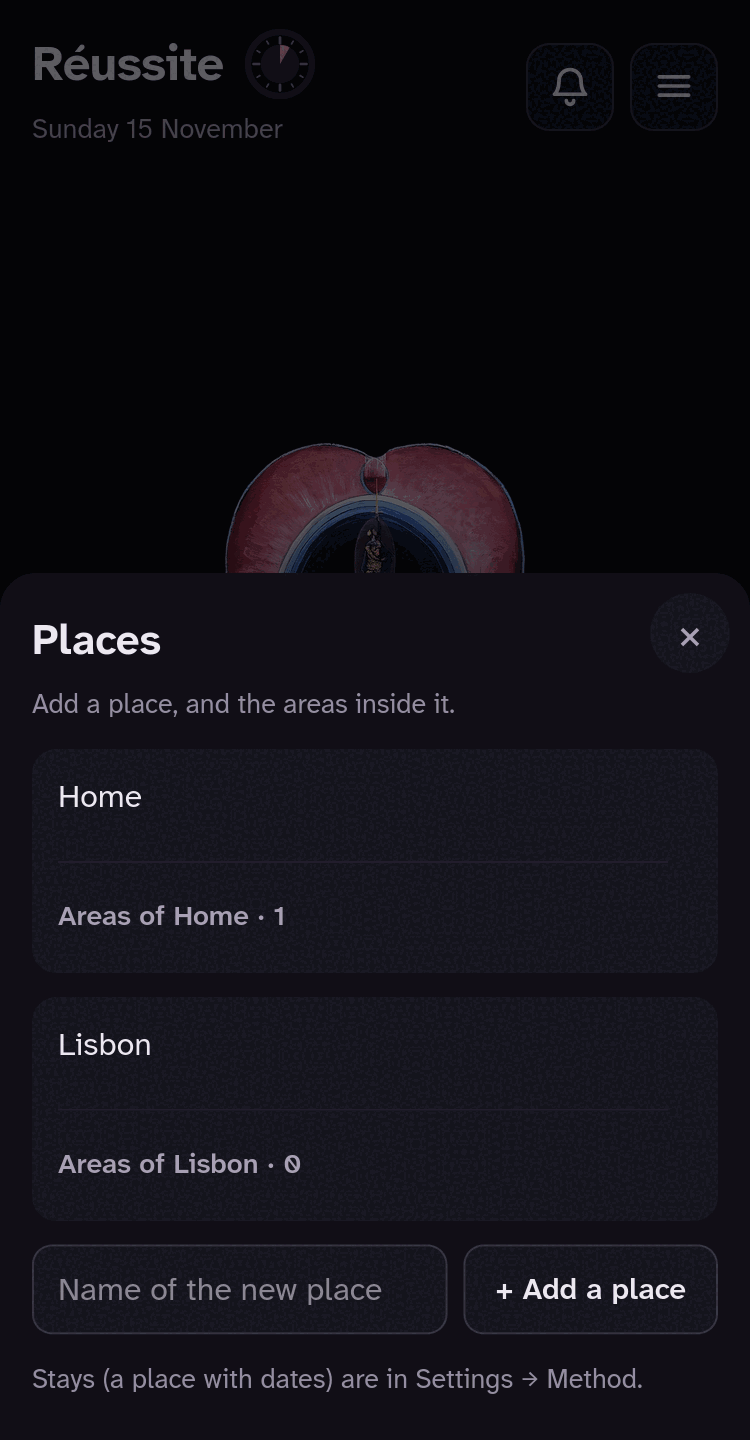 Réussite
Sunday 15 November
Places
Add a place, and the areas inside it.
Home
Areas of Home · 1
Lisbon
Areas of Lisbon · 0
Name of the new place
+ Add a place
Stays (a place with dates) are in Settings → Method.